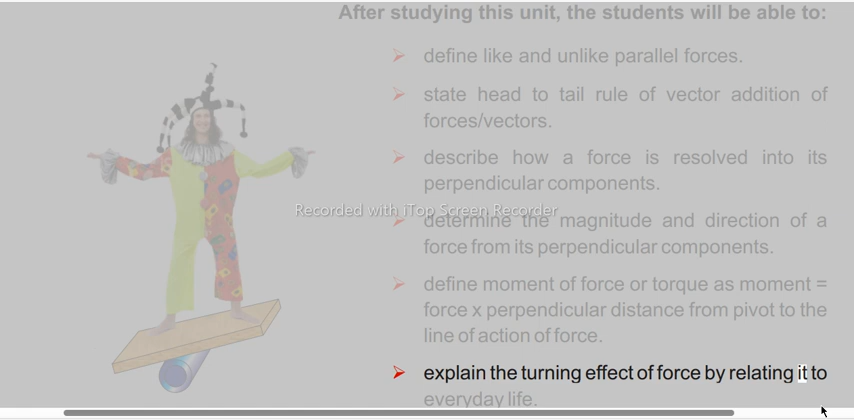 After studying this unit, the students will be able to:
➢ define like and unlike parallel forces.
➢ state head to tail rule of vector addition of
forces/vectors.
➢ describe how a force is resolved into its
perpendicular components.
Recorded with iTop Screen Recorder
➢ determine the magnitude and direction of a
force from its perpendicular components.
➢ define moment of force or torque as moment =
force x perpendicular distance from pivot to the
line of action of force.
➢ explain the turning effect of force by relating it to
everyday life.